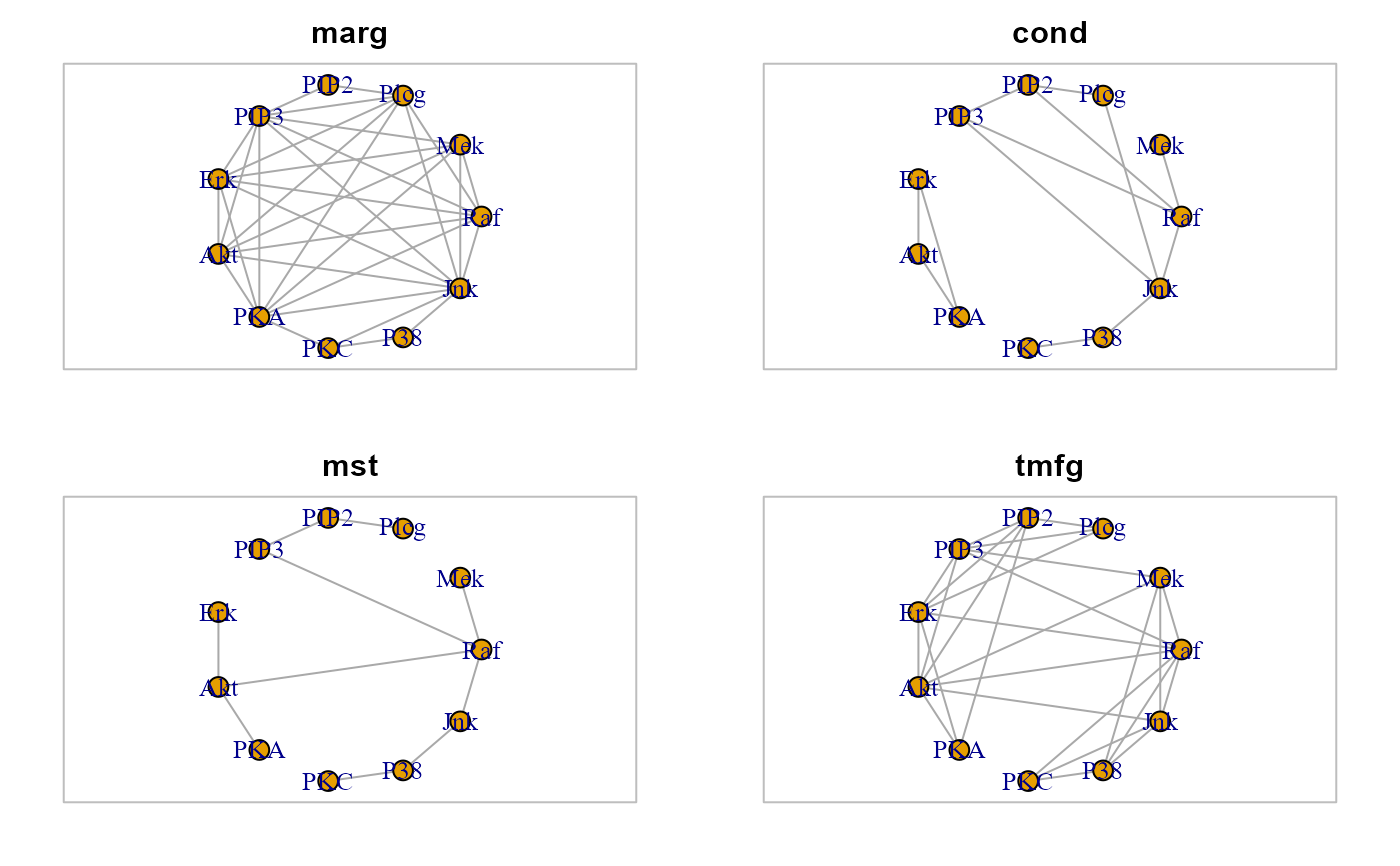 marg
PIP2
Plcg
PIP3
Mek
Erk
Raf
Akt
Jnk
PKA
P38
PKC
cond
PIP2
Plcg
PIP3
Mek
Erk
Raf
Akt
Jnk
PKA
P38
PKC
mst
PIP2
Plcg
PIP3
Mek
Erk
Raf
Akt
Jnk
PKA
P38
PKC
tmfg
PIP2
Plcg
PIP3
Mek
Erk
Raf
Akt
Jnk
PKA
P38
PKC